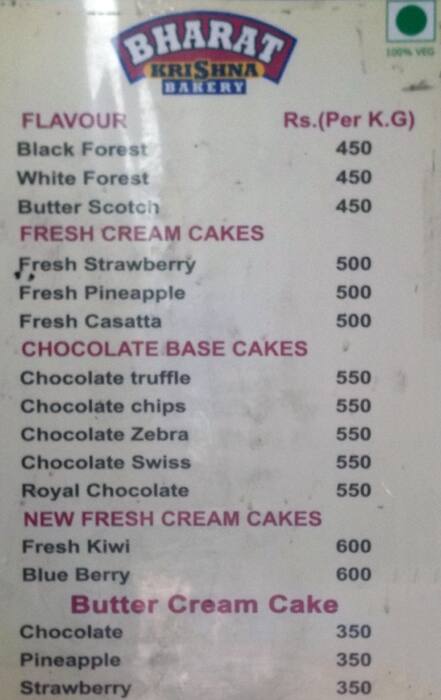 BHARAT
KRISHNA
BAKERY
100% VEG
FLAVOUR Rs.(Per K.G)
Black Forest 450
White Forest 450
Butter Scotch 450
FRESH CREAM CAKES
Fresh Strawberry 500
Fresh Pineapple 500
Fresh Casatta 500
CHOCOLATE BASE CAKES
Chocolate truffle 550
Chocolate chips 550
Chocolate Zebra 550
Chocolate Swiss 550
Royal Chocolate 550
NEW FRESH CREAM CAKES
Fresh Kiwi 600
Blue Berry 600
Butter Cream Cake
Chocolate 350
Pineapple 350
Strawberry 350